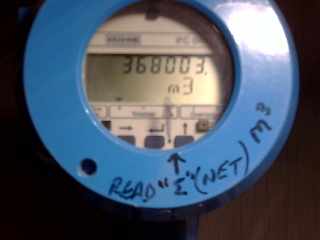 368003.
m3
READ "Σ" (NET) M3